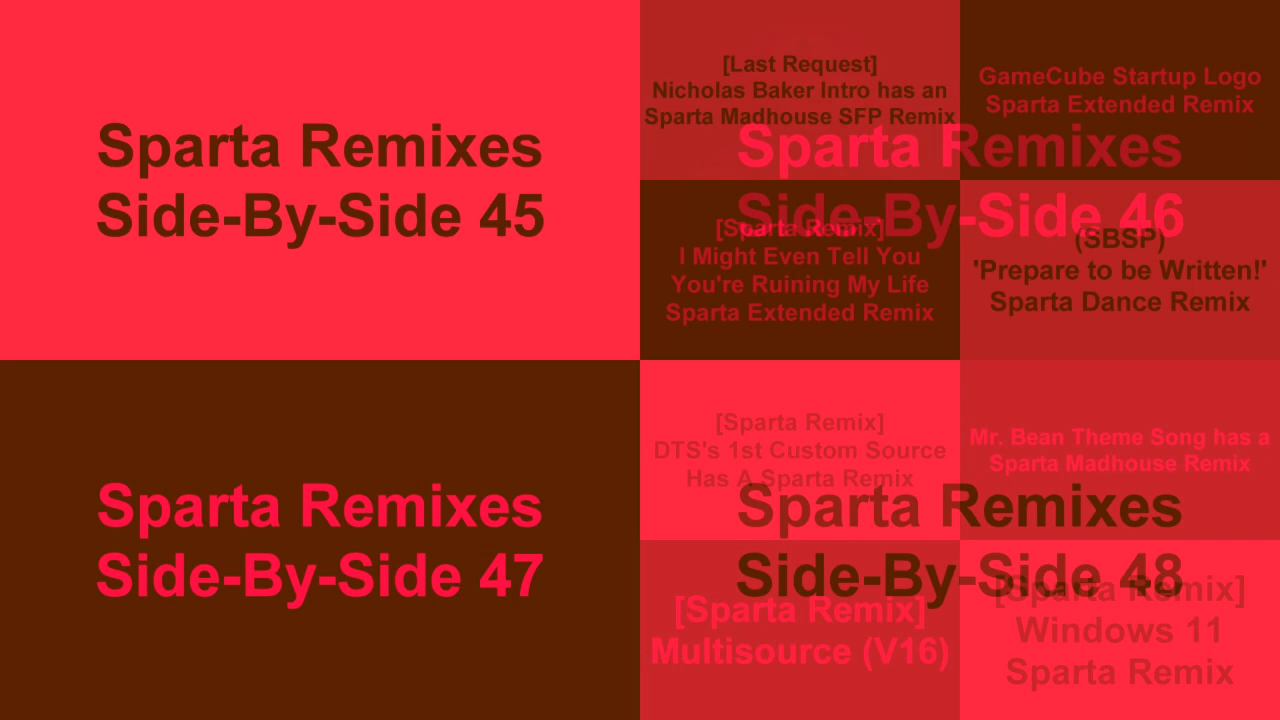 Sparta Remixes
Side-By-Side 45
[Last Request]
Nicholas Baker Intro has an
Sparta Madhouse SFP Remix
GameCube Startup Logo
Sparta Extended Remix
Sparta Remixes
Side-By-Side 46
[Sparta Remix]
I Might Even Tell You
You're Ruining My Life
Sparta Extended Remix
(SBSP)
'Prepare to be Written!'
Sparta Dance Remix
Sparta Remixes
Side-By-Side 47
[Sparta Remix]
DTS's 1st Custom Source
Has A Sparta Remix
Mr. Bean Theme Song has a
Sparta Madhouse Remix
Sparta Remixes
Side-By-Side 48
[Sparta Remix]
Multisource (V16)
[Sparta Remix]
Windows 11
Sparta Remix